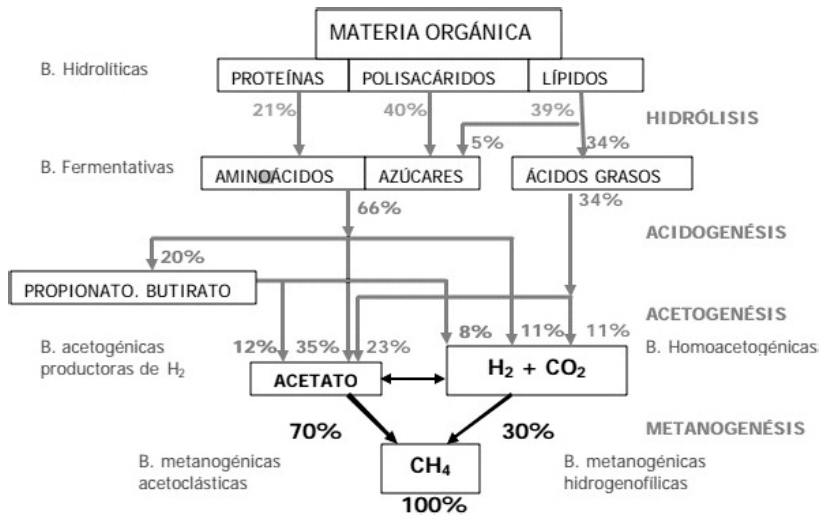 MATERIA ORGÁNICA
B. Hidrolíticas
PROTEÍNAS POLISACÁRIDOS LÍPIDOS
21% 40% 39%
HIDRÓLISIS
5% 34%
B. Fermentativas
AMINOÁCIDOS AZÚCARES ÁCIDOS GRASOS
66% 34%
ACIDOGENÉSIS
20%
PROPIONATO. BUTIRATO
ACETOGENÉSIS
12% 35% 23% 8% 11% 11%
B. acetogénicas
productoras de H₂
B. Homoacetogénicas
ACETATO
H₂ + CO₂
70% 30%
METANOGENÉSIS
B. metanogénicas
acetoclásticas
CH₄
B. metanogénicas
hidrogenofílicas
100%